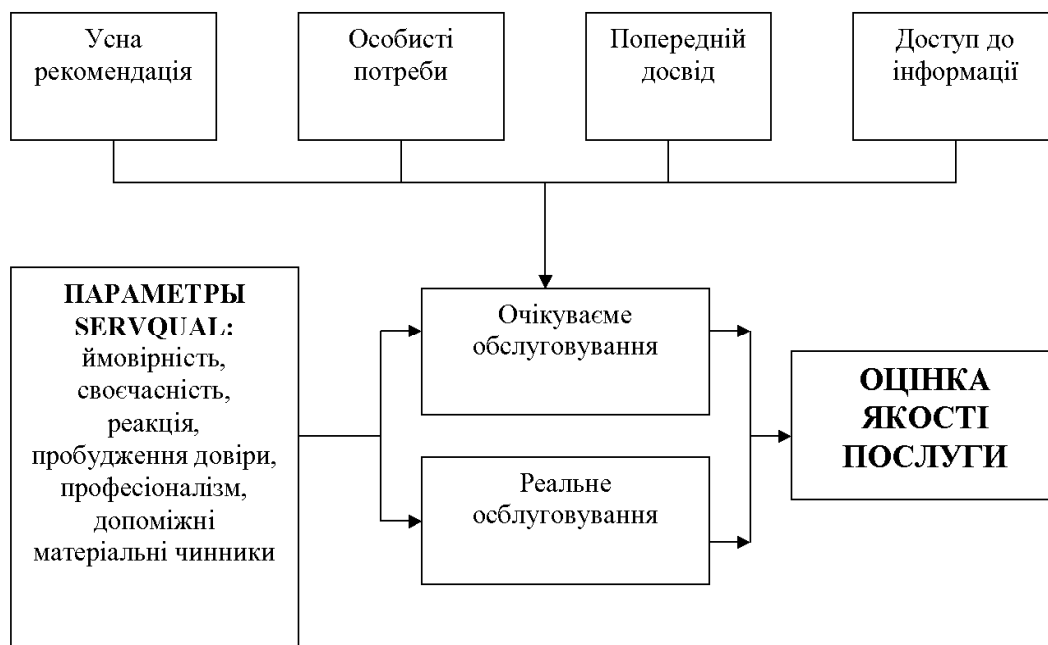 Усна
рекомендація
Особисті
потреби
Попередній
досвід
Доступ до
інформації
ПАРАМЕТРЫ
SERVQUAL:
ймовірність,
своєчасність,
реакція,
пробудження довіри,
професіоналізм,
допоміжні
матеріальні чинники
Очікуваєме
обслуговування
Реальне
осблуговування
ОЦІНКА
ЯКОСТІ
ПОСЛУГИ